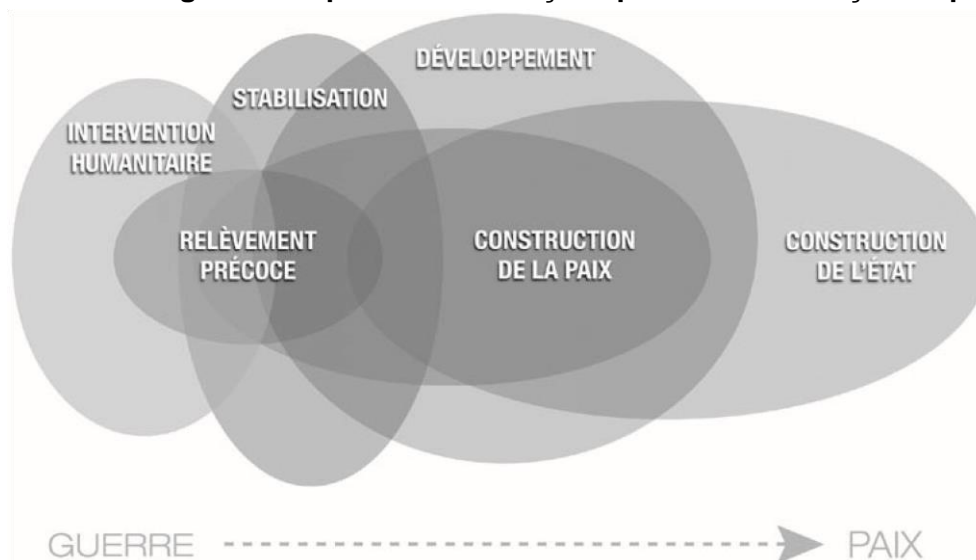 DÉVELOPPEMENT
STABILISATION
INTERVENTION
HUMANITAIRE
RELÈVEMENT
PRÉCOCE
CONSTRUCTION
DE LA PAIX
CONSTRUCTION
DE L'ÉTAT
GUERRE
PAIX